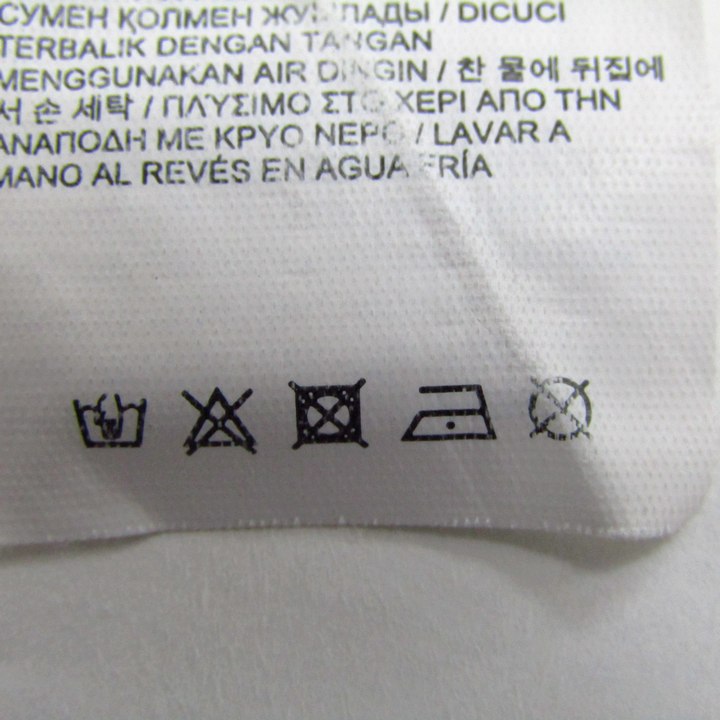 СУМЕН ҚОЛМЕН / DICUCI
TERBALIK DENGAN TANGAN
MENGGUNAKAN AIR DINGIN / 찬 물에 뒤집에
서 손 세탁 / ΠΛΥΣΙΜΟ ΣΤΟ ΧΕΡΙ ΑΠΟ ΤΗΝ
ΑΝΑΠΟΔΗ ΜΕ ΚΡΥΟ ΝΕΡΟ / LAVAR A
MANO AL REVÉS EN AGUA FRÍA